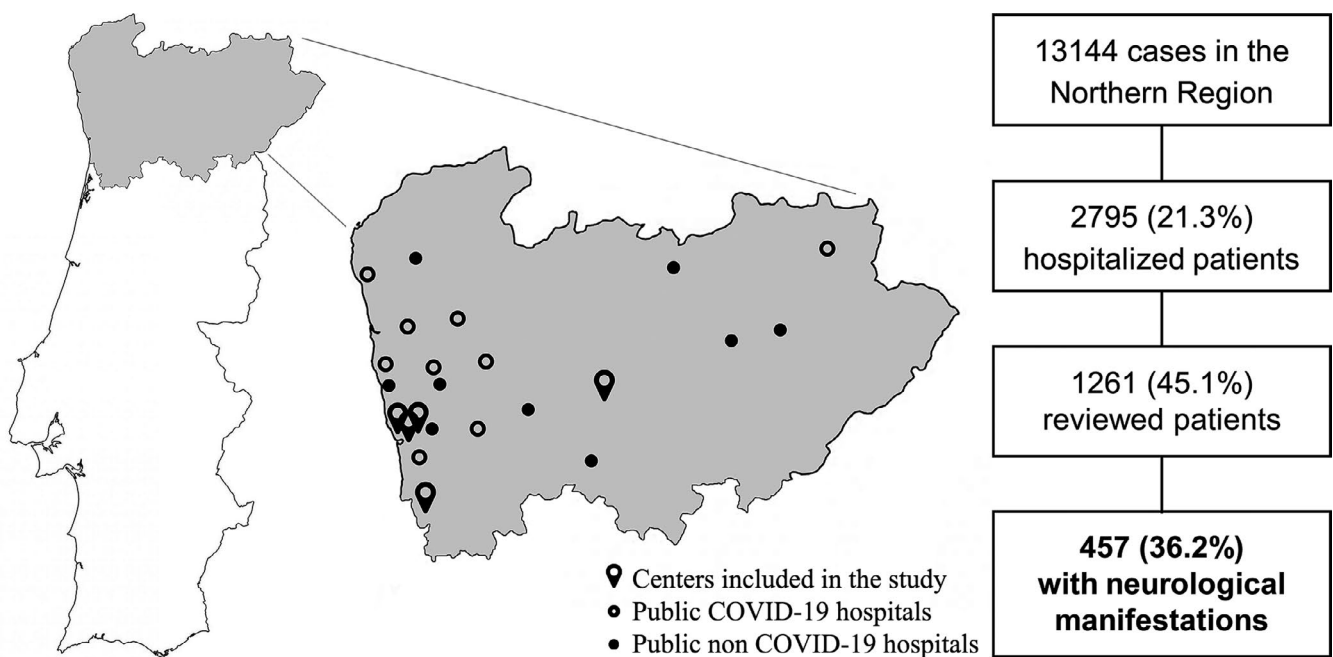 13144 cases in the
Northern Region
2795 (21.3%)
hospitalized patients
1261 (45.1%)
reviewed patients
457 (36.2%)
with neurological
manifestations
Centers included in the study
Public COVID-19 hospitals
Public non COVID-19 hospitals